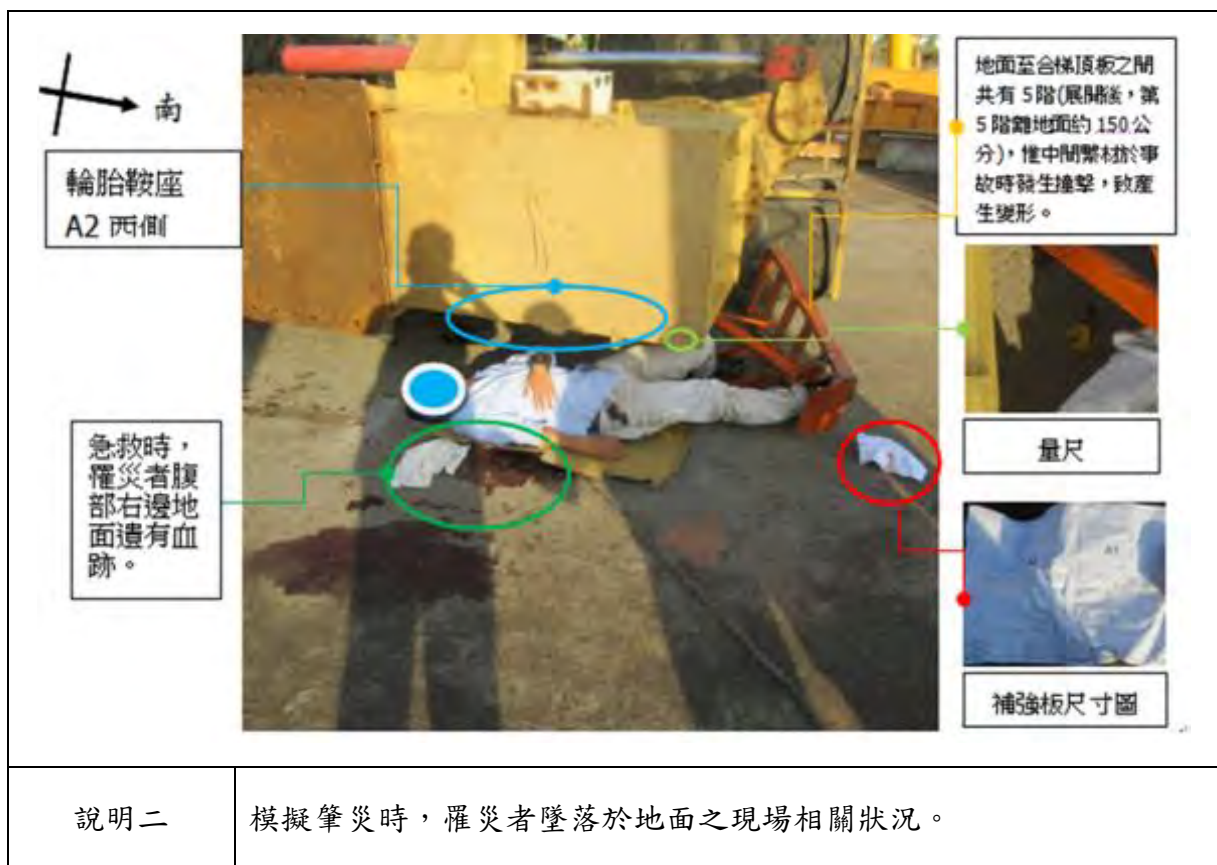 南
輪胎鞍座
A2 西側
急救時，
罹災者腹
部右邊地
面遺有血
跡。
地面至合梯頂板之間
共有 5 階(展開後，第
5 階離地面約 150 公
分)，惟中間繫材於事
故時發生撞擊，致產
生變形。
量尺
補強板尺寸圖
說明二
模擬肇災時，罹災者墜落於地面之現場相關狀況。